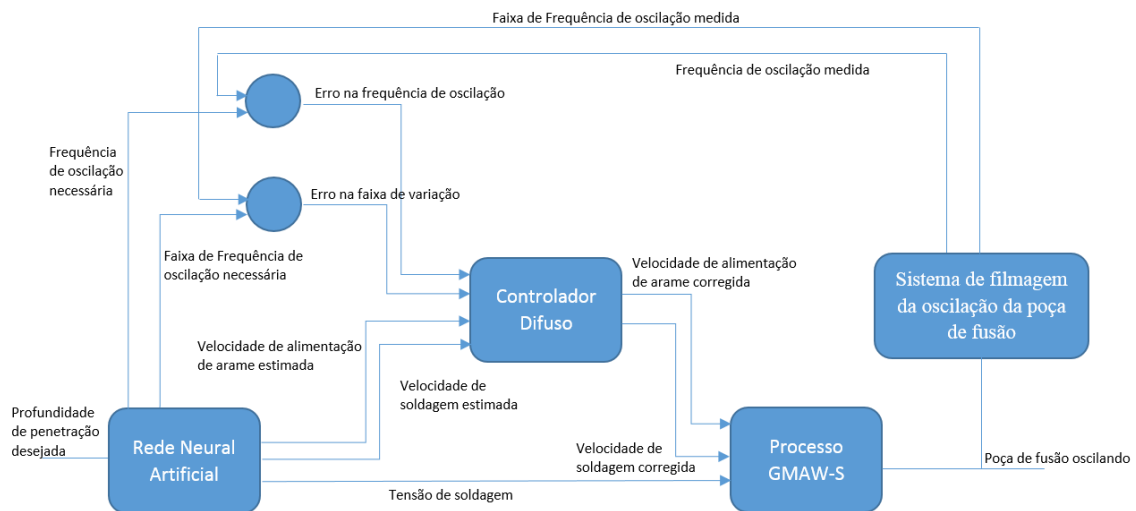 Faixa de Frequência de oscilação medida
Frequência de oscilação medida
Erro na frequência de oscilação
Frequência
de oscilação
necessária
Erro na faixa de variação
Faixa de Frequência de
oscilação necessária
Velocidade de alimentação
de arame corregida
Sistema de filmagem
da oscilação da poça
de fusão
Controlador
Difuso
Velocidade de alimentação
de arame estimada
Velocidade de
soldagem estimada
Profundidade
de penetração
desejada
Rede Neural
Artificial
Velocidade de
soldagem corregida
Processo
GMAW-S
Poça de fusão oscilando
Tensão de soldagem